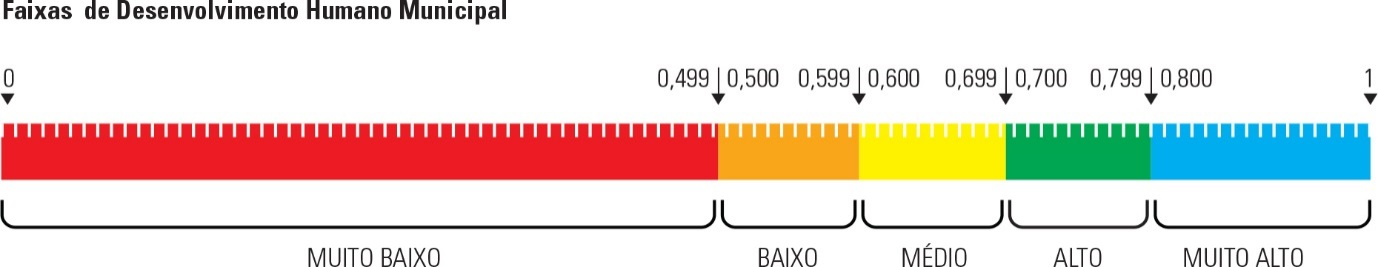 Faixas de Desenvolvimento Humano Municipal
0 0,499 | 0,500 0,599 | 0,600 0,699 | 0,700 0,799 | 0,800 1
MUITO BAIXO BAIXO MÉDIO ALTO MUITO ALTO